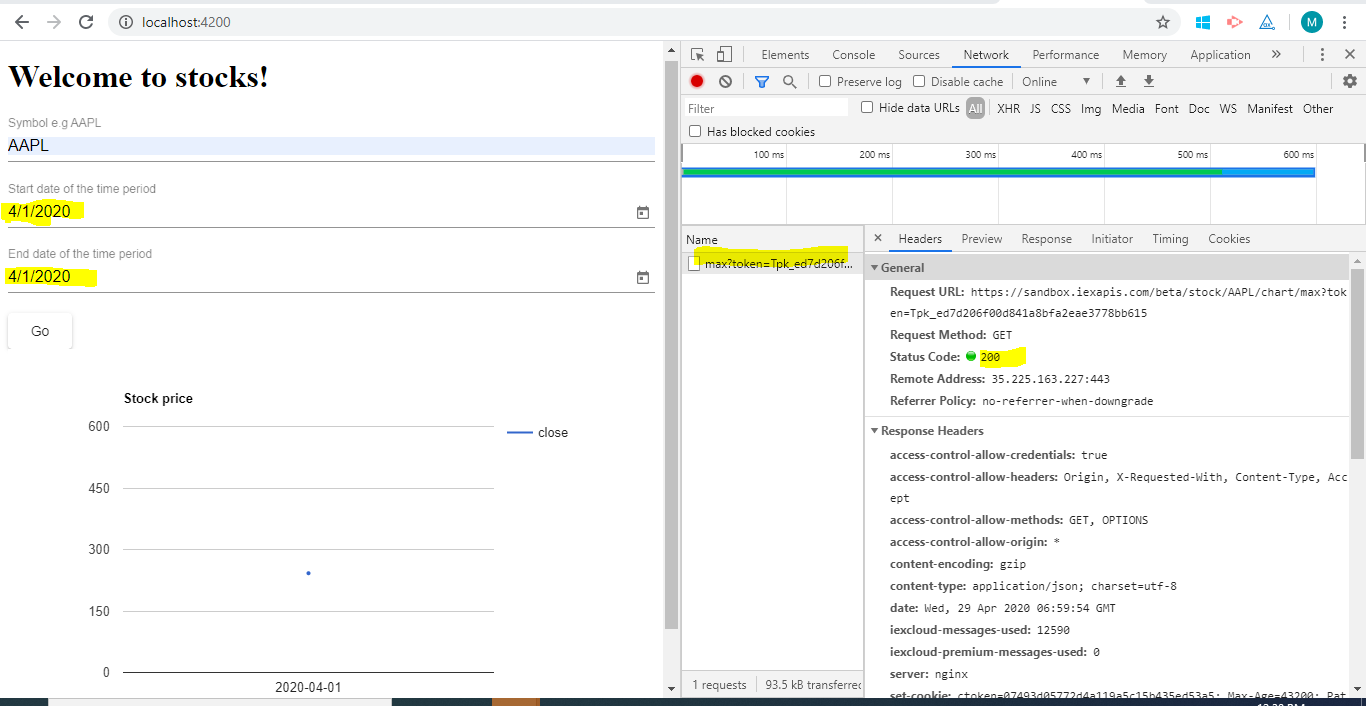 localhost:4200
M
Welcome to stocks!
Symbol e.g AAPL
AAPL
Start date of the time period
4/1/2020
End date of the time period
4/1/2020
Go
Stock price
600
450
300
150
0
close
2020-04-01
Elements Console Sources Network Performance Memory Application »
Preserve log Disable cache Online
Filter Hide data URLs All XHR JS CSS Img Media Font Doc WS Manifest Other
Has blocked cookies
100 ms 200 ms 300 ms 400 ms 500 ms 600 ms
Name
max?token=Tpk_ed7d206f...
1 requests 93.5 kB transferred
× Headers Preview Response Initiator Timing Cookies
General
Request URL: https://sandbox.iexapis.com/beta/stock/AAPL/chart/max?tok
en=Tpk_ed7d206f00d841a8bfa2eae3778bb615
Request Method: GET
Status Code: 200
Remote Address: 35.225.163.227:443
Referrer Policy: no-referrer-when-downgrade
Response Headers
access-control-allow-credentials: true
access-control-allow-headers: Origin, X-Requested-With, Content-Type, Acc
ept
access-control-allow-methods: GET, OPTIONS
access-control-allow-origin: *
content-encoding: gzip
content-type: application/json; charset=utf-8
date: Wed, 29 Apr 2020 06:59:54 GMT
iexcloud-messages-used: 12590
iexcloud-premium-messages-used: 0
server: nginx
set-cookie: ctoken=07493d05772d4a119a5c15b435ed53a5; Max-Age=43200; Pat